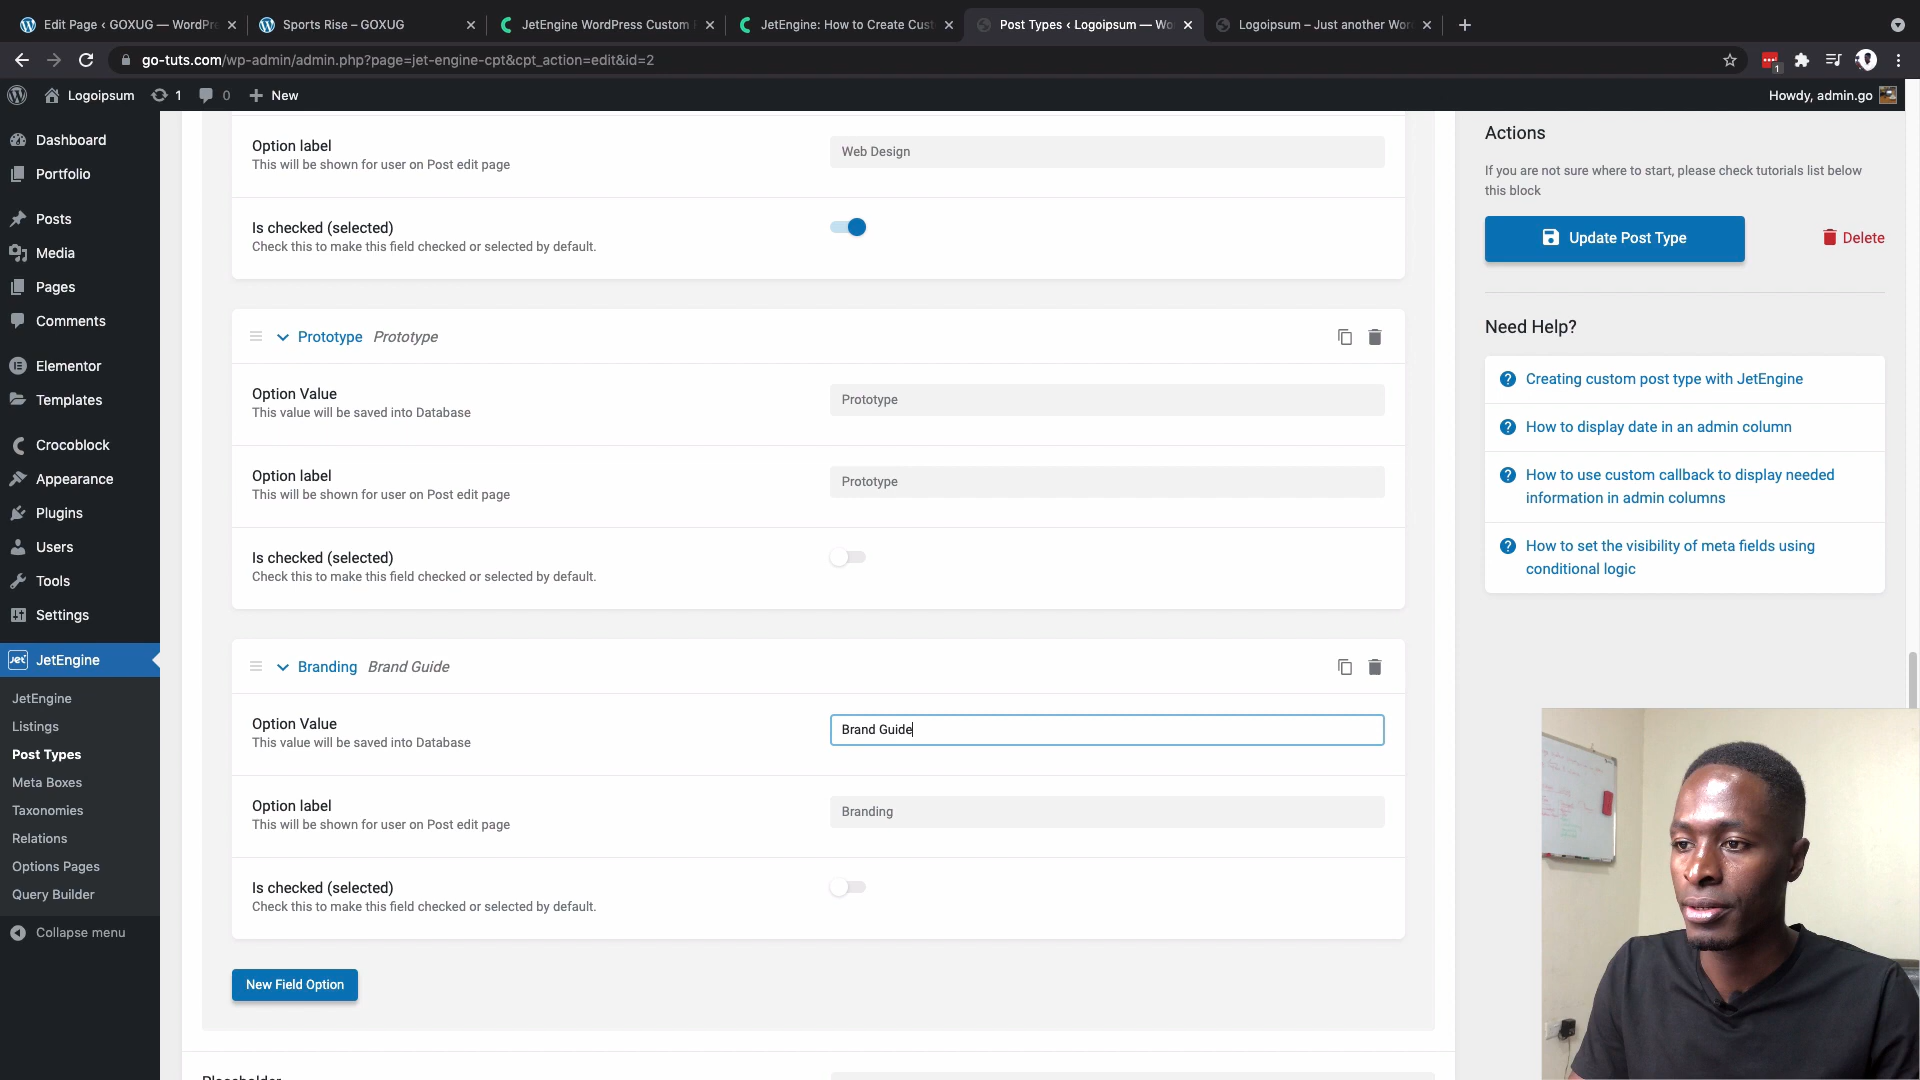 Edit Page ‹ GOXUG — WordPre
Sports Rise – GOXUG
JetEngine WordPress Custom F
JetEngine: How to Create Cust
Post Types ‹ Logoipsum — Wo
Logoipsum – Just another Wor
go-tuts.com/wp-admin/admin.php?page=jet-engine-cpt&cpt_action=edit&id=2
1
Logoipsum
1
0
New
Howdy, admin.go
Dashboard
Portfolio
Posts
Media
Pages
Comments
Elementor
Templates
Crocoblock
Appearance
Plugins
Users
Tools
Settings
Jet
JetEngine
JetEngine
Listings
Post Types
Meta Boxes
Taxonomies
Relations
Options Pages
Query Builder
Collapse menu
Option label
This will be shown for user on Post edit page
Web Design
Is checked (selected)
Check this to make this field checked or selected by default.
Prototype Prototype
Option Value
This value will be saved into Database
Prototype
Option label
This will be shown for user on Post edit page
Prototype
Is checked (selected)
Check this to make this field checked or selected by default.
Branding Brand Guide
Option Value
This value will be saved into Database
Brand Guide
Option label
This will be shown for user on Post edit page
Branding
Is checked (selected)
Check this to make this field checked or selected by default.
New Field Option
Placeholder
Actions
If you are not sure where to start, please check tutorials list below
this block
Update Post Type
Delete
Need Help?
Creating custom post type with JetEngine
How to display date in an admin column
How to use custom callback to display needed
information in admin columns
How to set the visibility of meta fields using
conditional logic